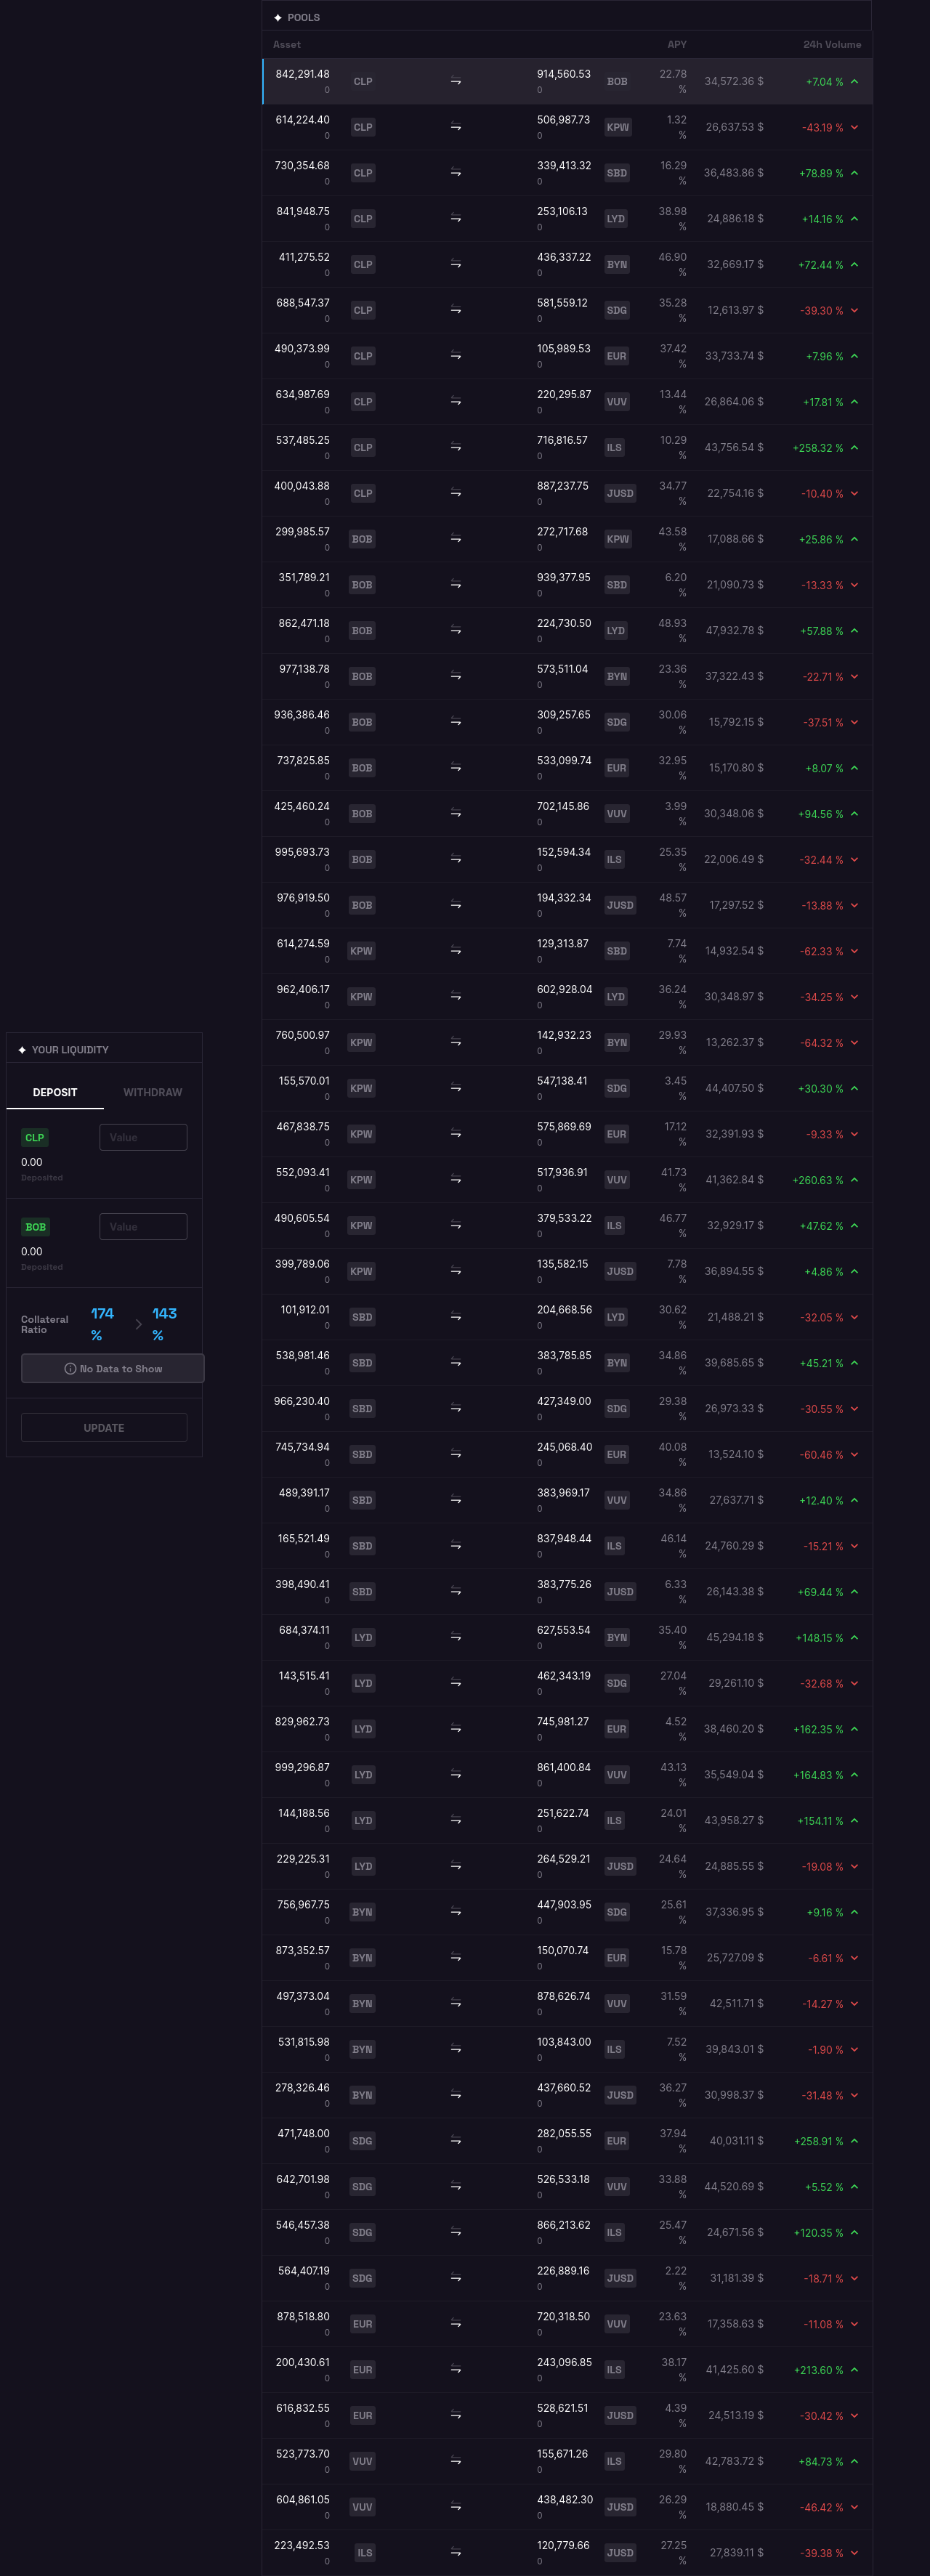 POOLS
Asset APY 24h Volume
842,291.48 0 CLP 914,560.53 0 BOB 22.78 % 34,572.36 $ +7.04 %
614,224.40 0 CLP 506,987.73 0 KPW 1.32 % 26,637.53 $ -43.19 %
730,354.68 0 CLP 339,413.32 0 SBD 16.29 % 36,483.86 $ +78.89 %
841,948.75 0 CLP 253,106.13 0 LYD 38.98 % 24,886.18 $ +14.16 %
411,275.52 0 CLP 436,337.22 0 BYN 46.90 % 32,669.17 $ +72.44 %
688,547.37 0 CLP 581,559.12 0 SDG 35.28 % 12,613.97 $ -39.30 %
490,373.99 0 CLP 105,989.53 0 EUR 37.42 % 33,733.74 $ +7.96 %
634,987.69 0 CLP 220,295.87 0 VUV 13.44 % 26,864.06 $ +17.81 %
537,485.25 0 CLP 716,816.57 0 ILS 10.29 % 43,756.54 $ +258.32 %
400,043.88 0 CLP 887,237.75 0 JUSD 34.77 % 22,754.16 $ -10.40 %
299,985.57 0 BOB 272,717.68 0 KPW 43.58 % 17,088.66 $ +25.86 %
351,789.21 0 BOB 939,377.95 0 SBD 6.20 % 21,090.73 $ -13.33 %
862,471.18 0 BOB 224,730.50 0 LYD 48.93 % 47,932.78 $ +57.88 %
977,138.78 0 BOB 573,511.04 0 BYN 23.36 % 37,322.43 $ -22.71 %
936,386.46 0 BOB 309,257.65 0 SDG 30.06 % 15,792.15 $ -37.51 %
737,825.85 0 BOB 533,099.74 0 EUR 32.95 % 15,170.80 $ +8.07 %
425,460.24 0 BOB 702,145.86 0 VUV 3.99 % 30,348.06 $ +94.56 %
995,693.73 0 BOB 152,594.34 0 ILS 25.35 % 22,006.49 $ -32.44 %
976,919.50 0 BOB 194,332.34 0 JUSD 48.57 % 17,297.52 $ -13.88 %
614,274.59 0 KPW 129,313.87 0 SBD 7.74 % 14,932.54 $ -62.33 %
962,406.17 0 KPW 602,928.04 0 LYD 36.24 % 30,348.97 $ -34.25 %
760,500.97 0 KPW 142,932.23 0 BYN 29.93 % 13,262.37 $ -64.32 %
155,570.01 0 KPW 547,138.41 0 SDG 3.45 % 44,407.50 $ +30.30 %
467,838.75 0 KPW 575,869.69 0 EUR 17.12 % 32,391.93 $ -9.33 %
552,093.41 0 KPW 517,936.91 0 VUV 41.73 % 41,362.84 $ +260.63 %
490,605.54 0 KPW 379,533.22 0 ILS 46.77 % 32,929.17 $ +47.62 %
399,789.06 0 KPW 135,582.15 0 JUSD 7.78 % 36,894.55 $ +4.86 %
101,912.01 0 SBD 204,668.56 0 LYD 30.62 % 21,488.21 $ -32.05 %
538,981.46 0 SBD 383,785.85 0 BYN 34.86 % 39,685.65 $ +45.21 %
966,230.40 0 SBD 427,349.00 0 SDG 29.38 % 26,973.33 $ -30.55 %
745,734.94 0 SBD 245,068.40 0 EUR 40.08 % 13,524.10 $ -60.46 %
489,391.17 0 SBD 383,969.17 0 VUV 34.86 % 27,637.71 $ +12.40 %
165,521.49 0 SBD 837,948.44 0 ILS 46.14 % 24,760.29 $ -15.21 %
398,490.41 0 SBD 383,775.26 0 JUSD 6.33 % 26,143.38 $ +69.44 %
684,374.11 0 LYD 627,553.54 0 BYN 35.40 % 45,294.18 $ +148.15 %
143,515.41 0 LYD 462,343.19 0 SDG 27.04 % 29,261.10 $ -32.68 %
829,962.73 0 LYD 745,981.27 0 EUR 4.52 % 38,460.20 $ +162.35 %
999,296.87 0 LYD 861,400.84 0 VUV 43.13 % 35,549.04 $ +164.83 %
144,188.56 0 LYD 251,622.74 0 ILS 24.01 % 43,958.27 $ +154.11 %
229,225.31 0 LYD 264,529.21 0 JUSD 24.64 % 24,885.55 $ -19.08 %
756,967.75 0 BYN 447,903.95 0 SDG 25.61 % 37,336.95 $ +9.16 %
873,352.57 0 BYN 150,070.74 0 EUR 15.78 % 25,727.09 $ -6.61 %
497,373.04 0 BYN 878,626.74 0 VUV 31.59 % 42,511.71 $ -14.27 %
531,815.98 0 BYN 103,843.00 0 ILS 7.52 % 39,843.01 $ -1.90 %
278,326.46 0 BYN 437,660.52 0 JUSD 36.27 % 30,998.37 $ -31.48 %
471,748.00 0 SDG 282,055.55 0 EUR 37.94 % 40,031.11 $ +258.91 %
642,701.98 0 SDG 526,533.18 0 VUV 33.88 % 44,520.69 $ +5.52 %
546,457.38 0 SDG 866,213.62 0 ILS 25.47 % 24,671.56 $ +120.35 %
564,407.19 0 SDG 226,889.16 0 JUSD 2.22 % 31,181.39 $ -18.71 %
878,518.80 0 EUR 720,318.50 0 VUV 23.63 % 17,358.63 $ -11.08 %
200,430.61 0 EUR 243,096.85 0 ILS 38.17 % 41,425.60 $ +213.60 %
616,832.55 0 EUR 528,621.51 0 JUSD 4.39 % 24,513.19 $ -30.42 %
523,773.70 0 VUV 155,671.26 0 ILS 29.80 % 42,783.72 $ +84.73 %
604,861.05 0 VUV 438,482.30 0 JUSD 26.29 % 18,880.45 $ -46.42 %
223,492.53 0 ILS 120,779.66 0 JUSD 27.25 % 27,839.11 $ -39.38 %
YOUR LIQUIDITY
DEPOSIT WITHDRAW
CLP Value
0.00
Deposited
BOB Value
0.00
Deposited
Collateral Ratio 174 % 143 %
No Data to Show
UPDATE